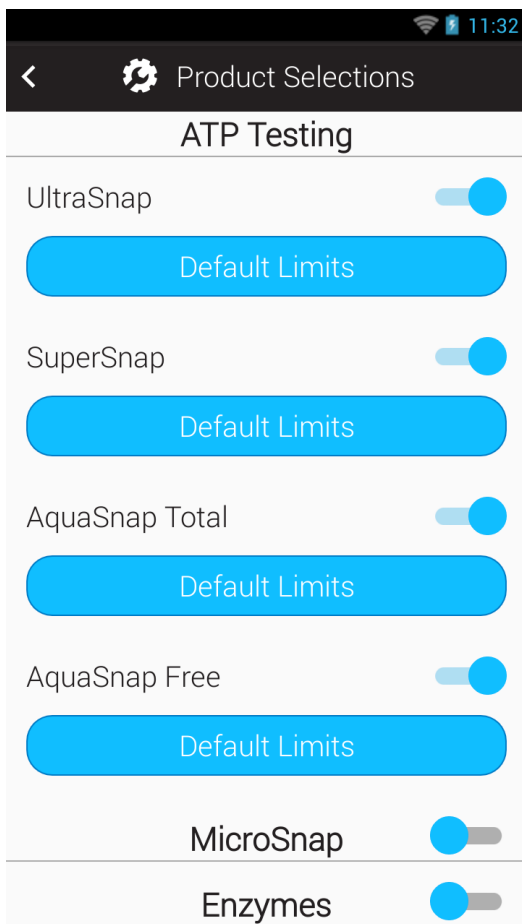 11:32
Product Selections
ATP Testing
UltraSnap
Default Limits
SuperSnap
Default Limits
AquaSnap Total
Default Limits
AquaSnap Free
Default Limits
MicroSnap
Enzymes